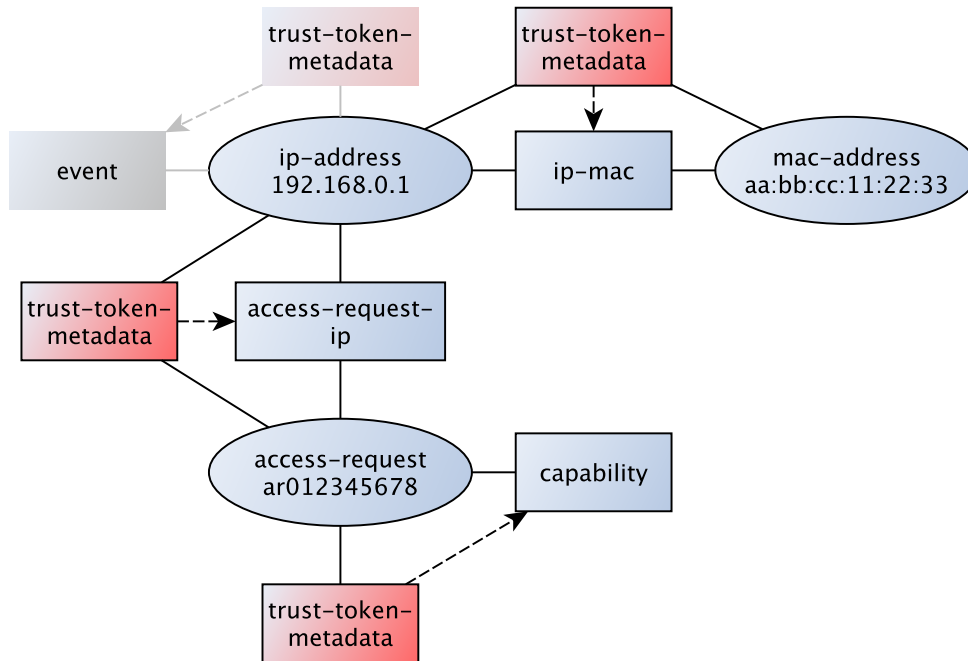 trust-token-
metadata
trust-token-
metadata
event
ip-address
192.168.0.1
ip-mac
mac-address
aa:bb:cc:11:22:33
trust-token-
metadata
access-request-
ip
access-request
ar012345678
capability
trust-token-
metadata